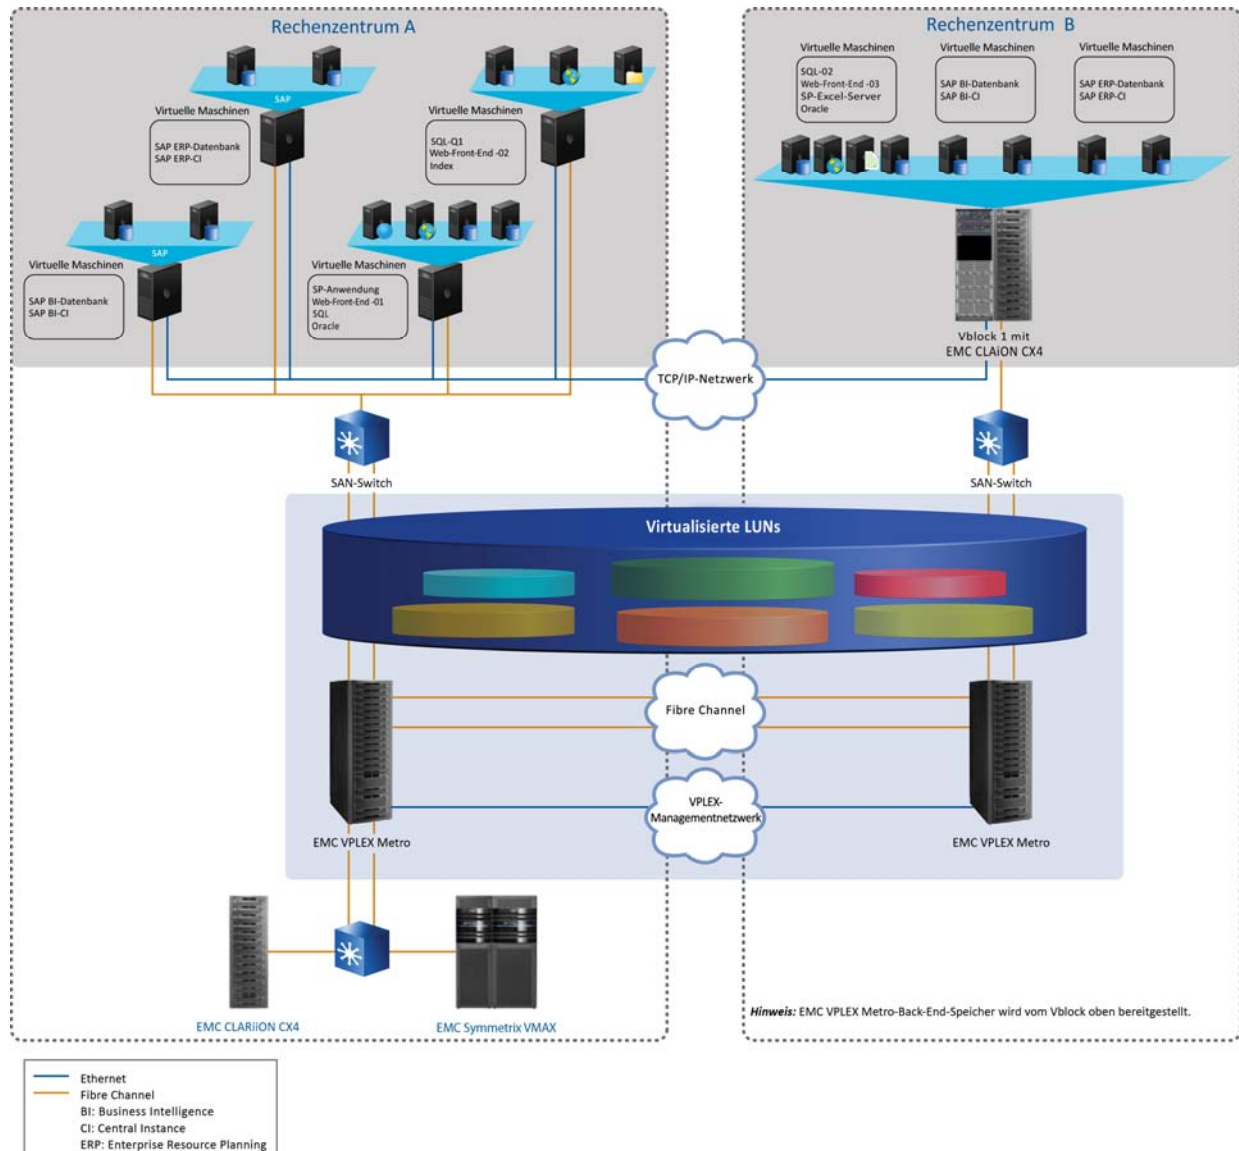 Rechenzentrum A
SAP
Virtuelle Maschinen
SAP ERP-Datenbank
SAP ERP-CI
Virtuelle Maschinen
SQL-Q1
Web-Front-End -02
Index
SAP
Virtuelle Maschinen
SAP BI-Datenbank
SAP BI-CI
Virtuelle Maschinen
SP-Anwendung
Web-Front-End -01
SQL
Oracle
Rechenzentrum B
Virtuelle Maschinen
SQL-02
Web-Front-End -03
SP-Excel-Server
Oracle
Virtuelle Maschinen
SAP BI-Datenbank
SAP BI-CI
Virtuelle Maschinen
SAP ERP-Datenbank
SAP ERP-CI
Vblock 1 mit
EMC CLAiiON CX4
TCP/IP-Netzwerk
SAN-Switch
SAN-Switch
Virtualisierte LUNs
Fibre Channel
VPLEX-
Managementnetzwerk
EMC VPLEX Metro
EMC VPLEX Metro
EMC CLARiiON CX4
EMC Symmetrix VMAX
Hinweis: EMC VPLEX Metro-Back-End-Speicher wird vom Vblock oben bereitgestellt.
Ethernet
Fibre Channel
BI: Business Intelligence
CI: Central Instance
ERP: Enterprise Resource Planning